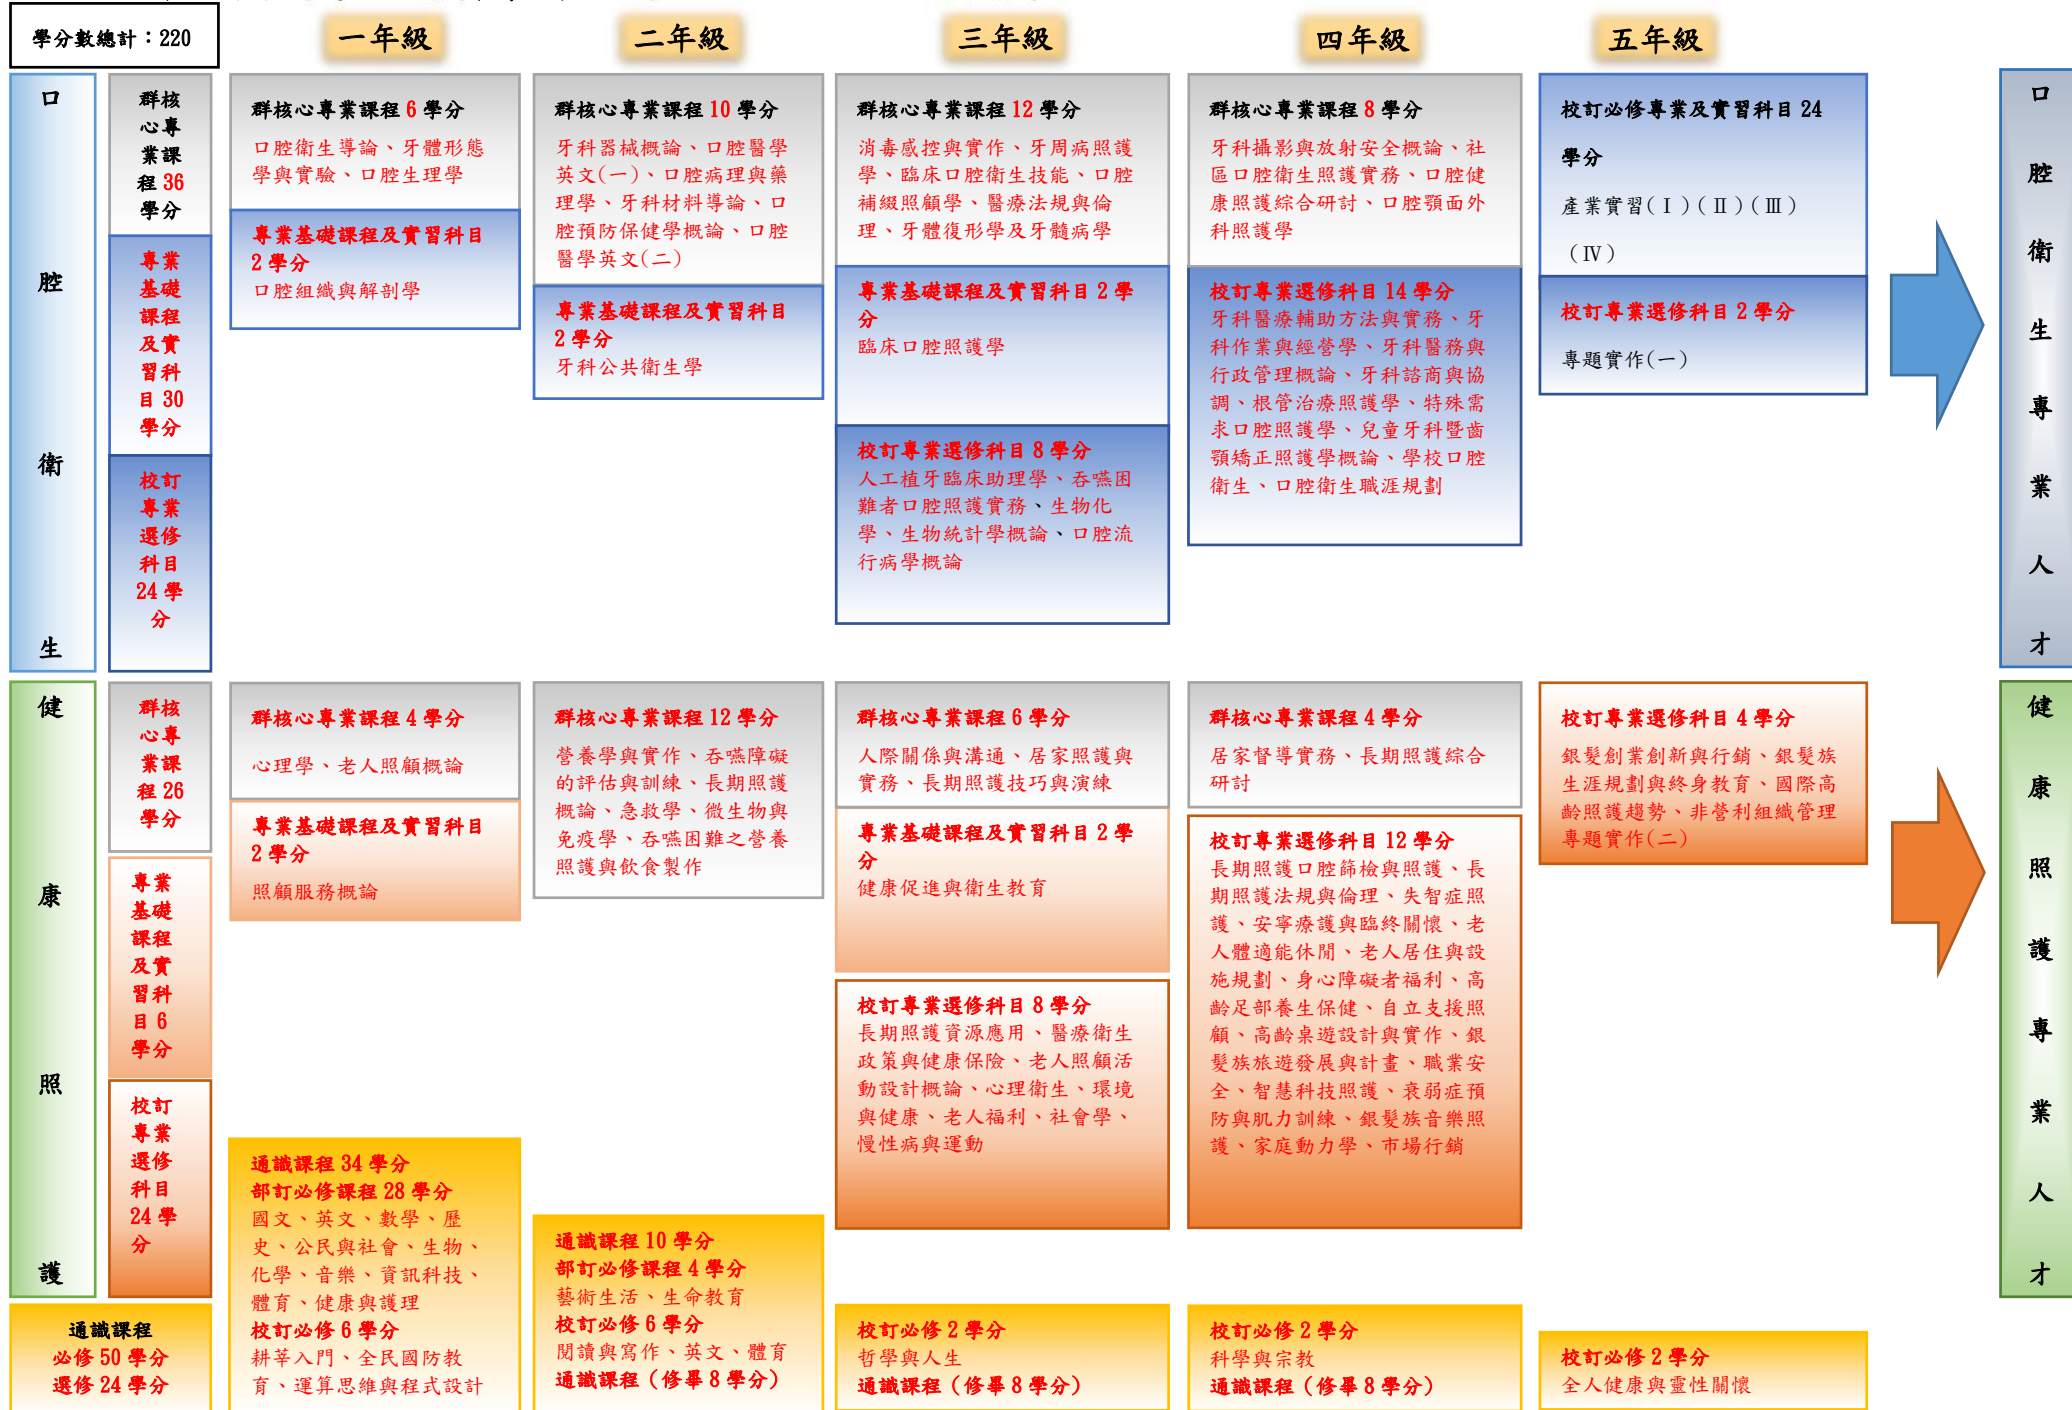 學分數總計：220
一年級
二年級
三年級
四年級
五年級
口
腔
衛
生
群核
心專
業課
程 36
學分
專業
基礎
課程
及實
習科
目 30
學分
校訂
專業
選修
科目
24 學
分
群核心專業課程 6 學分
口腔衛生導論、牙體形態
學與實驗、口腔生理學
專業基礎課程及實習科目
2 學分
口腔組織與解剖學
群核心專業課程 10 學分
牙科器械概論、口腔醫學
英文(一)、口腔病理與藥
理學、牙科材料導論、口
腔預防保健學概論、口腔
醫學英文(二)
專業基礎課程及實習科目
2 學分
牙科公共衛生學
群核心專業課程 12 學分
消毒感控與實作、牙周病照護
學、臨床口腔衛生技能、口腔
補綴照顧學、醫療法規與倫
理、牙體復形學及牙髓病學
專業基礎課程及實習科目 2 學
分
臨床口腔照護學
校訂專業選修科目 8 學分
人工植牙臨床助理學、吞嚥困
難者口腔照護實務、生物化
學、生物統計學概論、口腔流
行病學概論
群核心專業課程 8 學分
牙科攝影與放射安全概論、社
區口腔衛生照護實務、口腔健
康照護綜合研討、口腔顎面外
科照護學
校訂專業選修科目 14 學分
牙科醫療輔助方法與實務、牙
科作業與經營學、牙科醫務與
行政管理概論、牙科諮商與協
調、根管治療照護學、特殊需
求口腔照護學、兒童牙科暨齒
顎矯正照護學概論、學校口腔
衛生、口腔衛生職涯規劃
校訂必修專業及實習科目 24
學分
產業實習(Ⅰ)(Ⅱ)(Ⅲ)
(Ⅳ)
校訂專業選修科目 2 學分
專題實作(一)
口
腔
衛
生
專
業
人
才
健
康
照
護
群核
心專
業課
程 26
學分
專業
基礎
課程
及實
習科
目 6
學分
校訂
專業
選修
科目
24 學
分
群核心專業課程 4 學分
心理學、老人照顧概論
專業基礎課程及實習科目
2 學分
照顧服務概論
群核心專業課程 12 學分
營養學與實作、吞嚥障礙
的評估與訓練、長期照護
概論、急救學、微生物與
免疫學、吞嚥困難之營養
照護與飲食製作
群核心專業課程 6 學分
人際關係與溝通、居家照護與
實務、長期照護技巧與演練
專業基礎課程及實習科目 2 學
分
健康促進與衛生教育
校訂專業選修科目 8 學分
長期照護資源應用、醫療衛生
政策與健康保險、老人照顧活
動設計概論、心理衛生、環境
與健康、老人福利、社會學、
慢性病與運動
群核心專業課程 4 學分
居家督導實務、長期照護綜合
研討
校訂專業選修科目 12 學分
長期照護口腔篩檢與照護、長
期照護法規與倫理、失智症照
護、安寧療護與臨終關懷、老
人體適能休閒、老人居住與設
施規劃、身心障礙者福利、高
齡足部養生保健、自立支援照
顧、高齡桌遊設計與實作、銀
髮族旅遊發展與計畫、職業安
全、智慧科技照護、衰弱症預
防與肌力訓練、銀髮族音樂照
護、家庭動力學、市場行銷
校訂專業選修科目 4 學分
銀髮創業創新與行銷、銀髮族
生涯規劃與終身教育、國際高
齡照護趨勢、非營利組織管理
專題實作(二)
健
康
照
護
專
業
人
才
通識課程
必修 50 學分
選修 24 學分
通識課程 34 學分
部訂必修課程 28 學分
國文、英文、數學、歷
史、公民與社會、生物、
化學、音樂、資訊科技、
體育、健康與護理
校訂必修 6 學分
耕莘入門、全民國防教
育、運算思維與程式設計
通識課程 10 學分
部訂必修課程 4 學分
藝術生活、生命教育
校訂必修 6 學分
閱讀與寫作、英文、體育
通識課程（修畢 8 學分）
校訂必修 2 學分
哲學與人生
通識課程（修畢 8 學分）
校訂必修 2 學分
科學與宗教
通識課程（修畢 8 學分）
校訂必修 2 學分
全人健康與靈性關懷